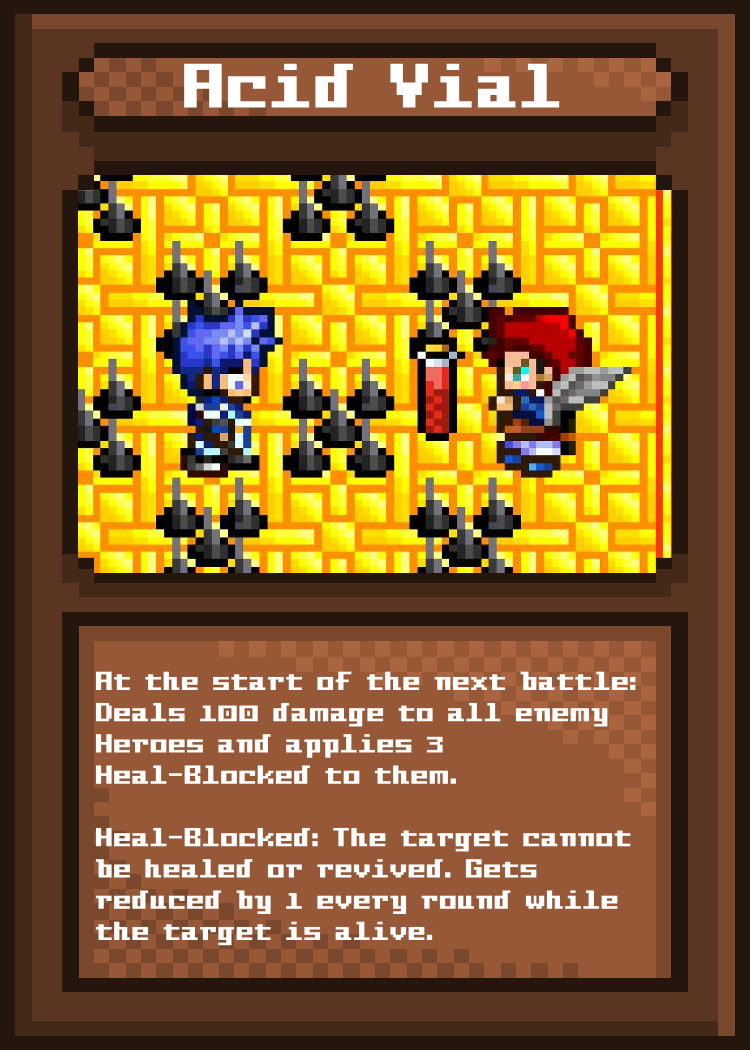 Acid Vial
At the start of the next battle:
Deals 100 damage to all enemy
Heroes and applies 3
Heal-Blocked to them.
Heal-Blocked: The target cannot
be healed or revived. Gets
reduced by 1 every round while
the target is alive.